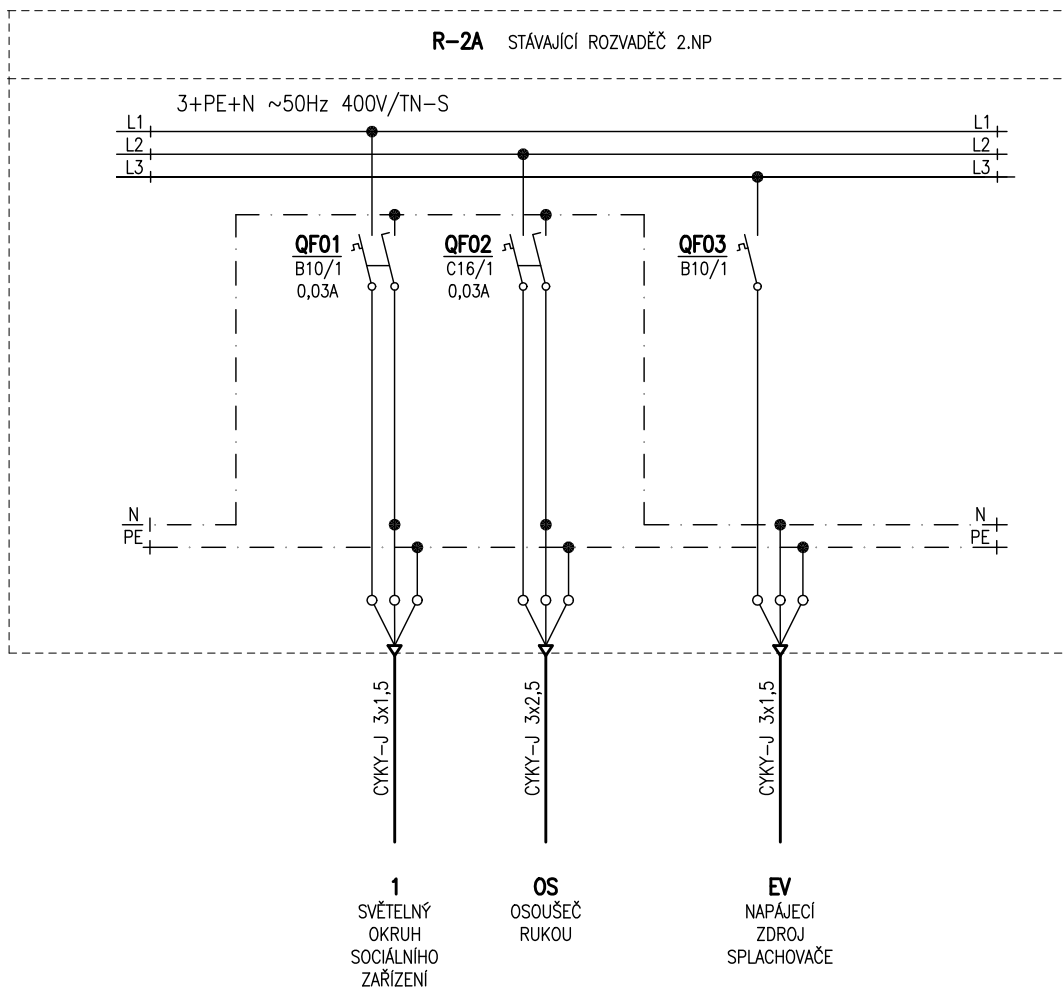 R-2A STÁVAJÍCÍ ROZVADĚČ 2.NP
3+PE+N ~50Hz 400V/TN-S
L1 L1
L2 L2
L3 L3
QF01
B10/1
0,03A
QF02
C16/1
0,03A
QF03
B10/1
N N
PE PE
CYKY-J 3x1,5
CYKY-J 3x2,5
CYKY-J 3x1,5
1
SVĚTELNÝ
OKRUH
SOCIÁLNÍHO
ZAŘÍZENÍ
OS
OSOUŠEČ
RUKOU
EV
NAPÁJECÍ
ZDROJ
SPLACHOVAČE